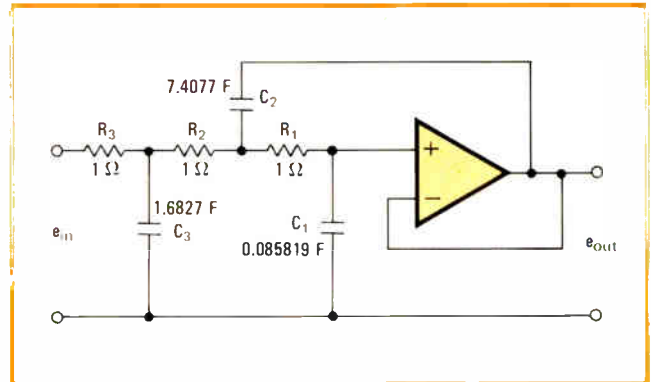 7.4077 F
C2
R3
R2
R1
1 Ω
1 Ω
1 Ω
+
−
1.6827 F
C3
C1
0.085819 F
ein
eout